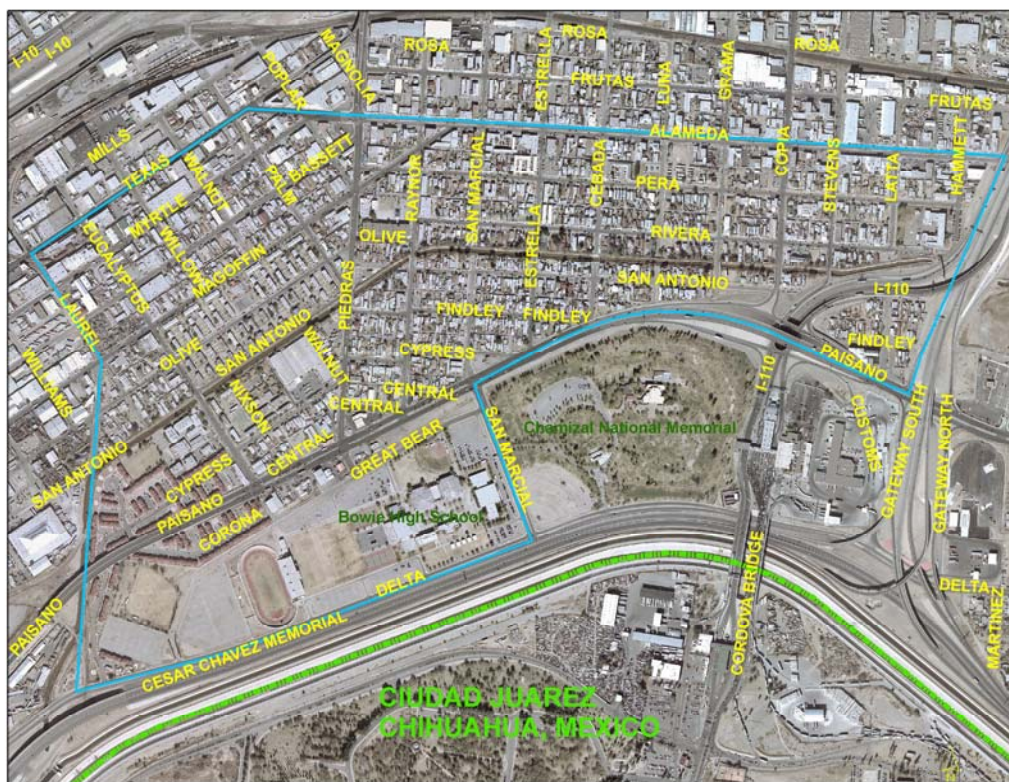 I-10
I-10
ROSA
ROSA
ROSA
MAGNOLIA
ESTRELLA
POPLAR
FRUTAS
LUNA
GRAMA
FRUTAS
MILLS
TEXAS
ALAMEDA
WALNUT
BASSETT
PALM
RAYNOR
SAN MARCIAL
CEBADA
PERA
COPIA
STEVENS
LATTA
HAMMETT
MYRTLE
EUCALYPTUS
WILLOWS
MAGOFFIN
OLIVE
ESTRELLA
RIVERA
PIEDRAS
SAN ANTONIO
I-110
LAUREL
FINDLEY
FINDLEY
FINDLEY
OLIVE
SAN ANTONIO
WALNUT
CYPRESS
PAISANO
I-110
WILLIAMS
NIXSON
CENTRAL
CENTRAL
CENTRAL
SAN MARCIAL
Chamizal National Memorial
CUSTOMS
GATEWAY SOUTH
GATEWAY NORTH
GREAT BEAR
SAN ANTONIO
CYPRESS
PAISANO
CORONA
Bowie High School
PAISANO
DELTA
CORDOVA BRIDGE
DELTA
MARTINEZ
CESAR CHAVEZ MEMORIAL
CIUDAD JUAREZ
CHIHUAHUA, MEXICO